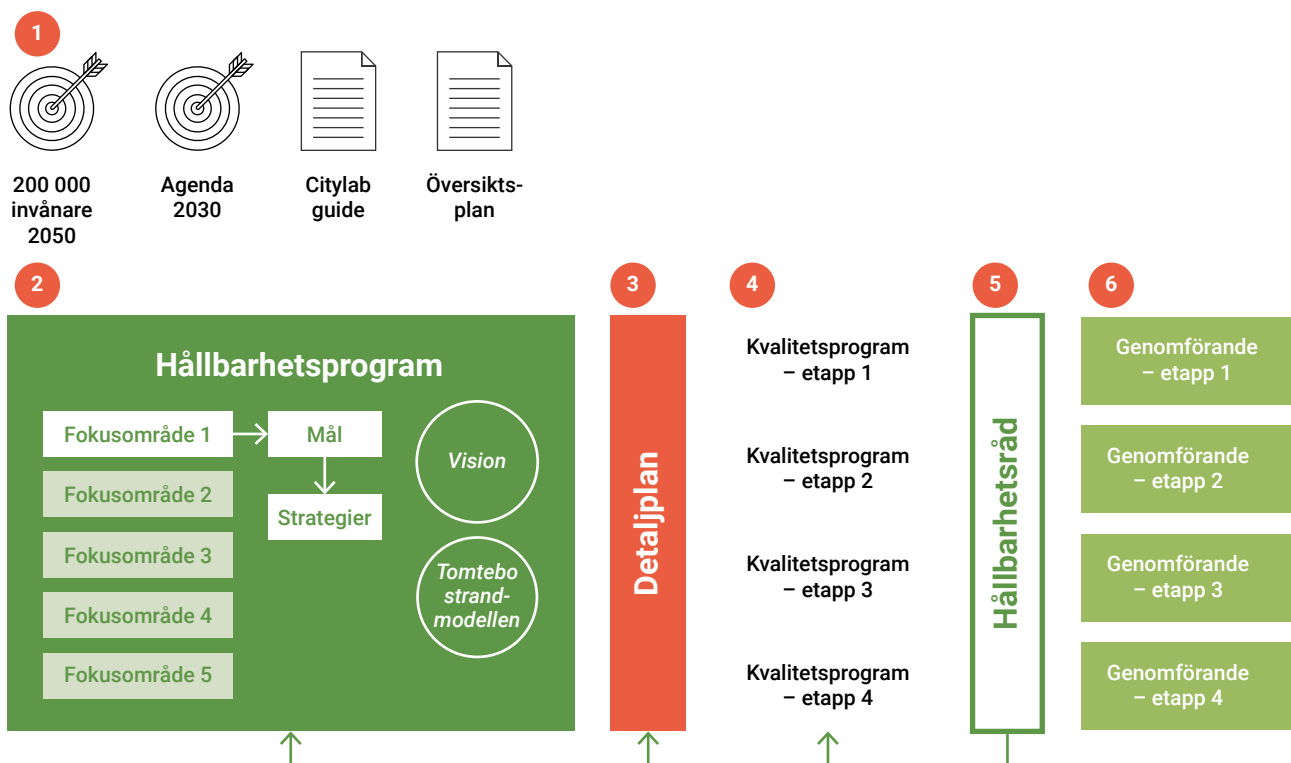 1
200 000
invånare
2050
Agenda
2030
Citylab
guide
Översikts-
plan
2
Hållbarhetsprogram
Fokusområde 1
Mål
Fokusområde 2
Strategier
Fokusområde 3
Fokusområde 4
Fokusområde 5
Vision
Tomtebo
strand-
modellen
3
Detaljplan
4
Kvalitetsprogram
– etapp 1
Kvalitetsprogram
– etapp 2
Kvalitetsprogram
– etapp 3
Kvalitetsprogram
– etapp 4
5
Hållbarhetsråd
6
Genomförande
– etapp 1
Genomförande
– etapp 2
Genomförande
– etapp 3
Genomförande
– etapp 4